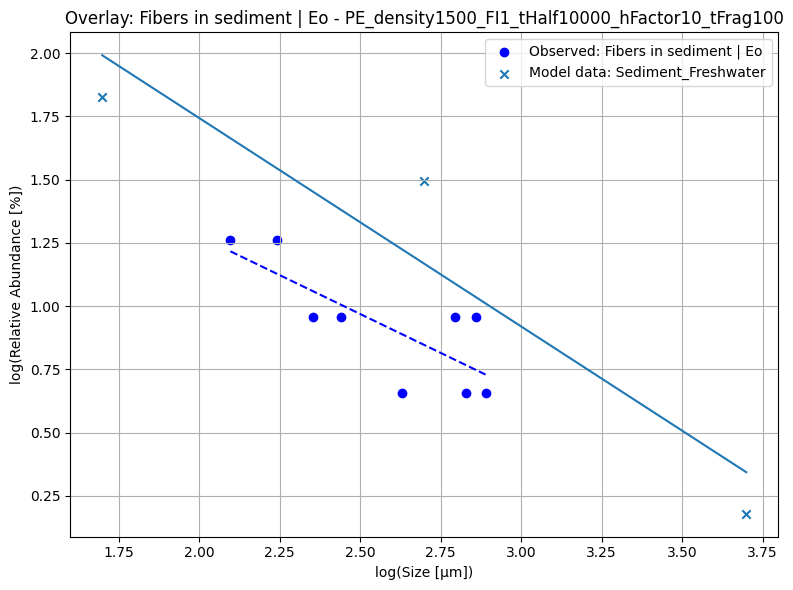 Overlay: Fibers in sediment | Eo - PE_density1500_FI1_tHalf10000_hFactor10_tFrag100
Observed: Fibers in sediment | Eo
Model data: Sediment_Freshwater
log(Relative Abundance [%])
2.00
1.75
1.50
1.25
1.00
0.75
0.50
0.25
1.75 2.00 2.25 2.50 2.75 3.00 3.25 3.50 3.75
log(Size [µm])